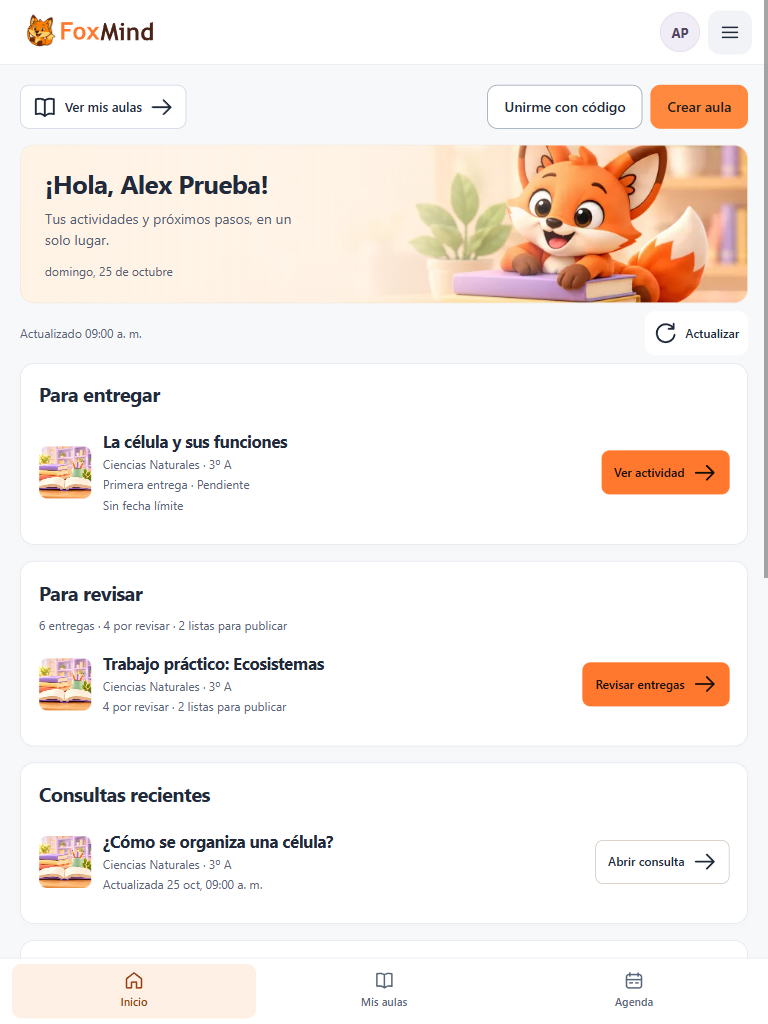 FoxMind
AP
Ver mis aulas
Unirme con código
Crear aula
¡Hola, Alex Prueba!
Tus actividades y próximos pasos, en un
solo lugar.
domingo, 25 de octubre
Actualizado 09:00 a. m.
Actualizar
Para entregar
La célula y sus funciones
Ciencias Naturales · 3º A
Primera entrega · Pendiente
Sin fecha límite
Ver actividad
Para revisar
6 entregas · 4 por revisar · 2 listas para publicar
Trabajo práctico: Ecosistemas
Ciencias Naturales · 3º A
4 por revisar · 2 listas para publicar
Revisar entregas
Consultas recientes
¿Cómo se organiza una célula?
Ciencias Naturales · 3º A
Actualizada 25 oct, 09:00 a. m.
Abrir consulta
Inicio
Mis aulas
Agenda